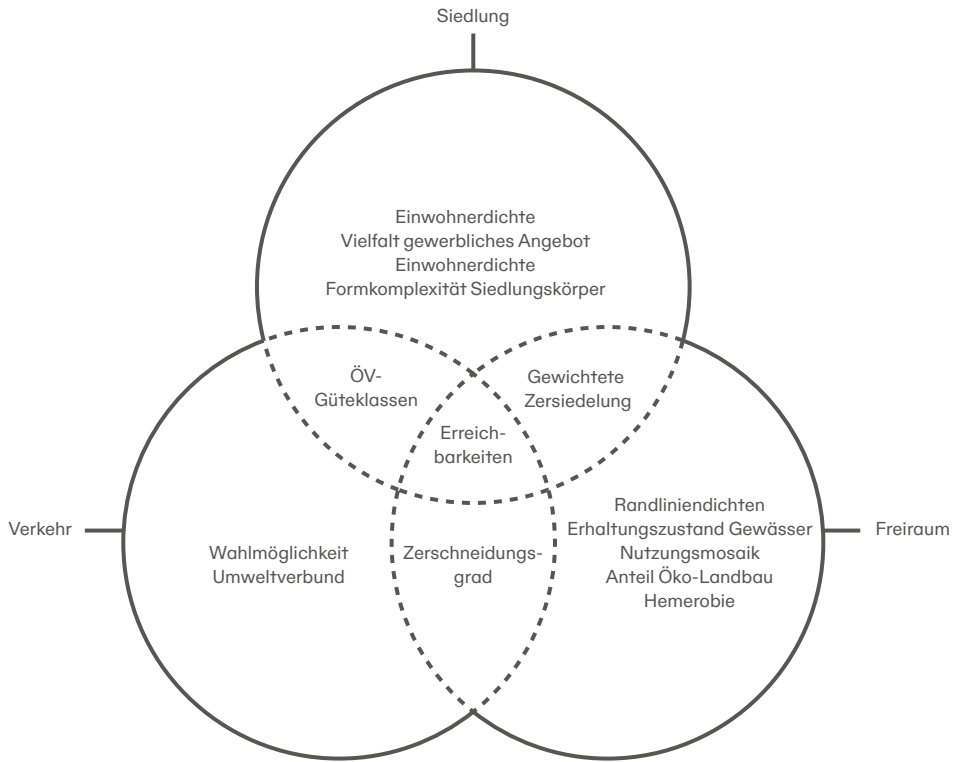 Siedlung
Einwohnerdichte
Vielfalt gewerbliches Angebot
Einwohnerdichte
Formkomplexität Siedlungskörper
ÖV-
Güteklassen
Gewichtete
Zersiedelung
Erreich-
barkeiten
Verkehr
Wahlmöglichkeit
Umweltverbund
Zerschneidungs-
grad
Randliniendichten
Erhaltungszustand Gewässer
Nutzungsmosaik
Anteil Öko-Landbau
Hemerobie
Freiraum